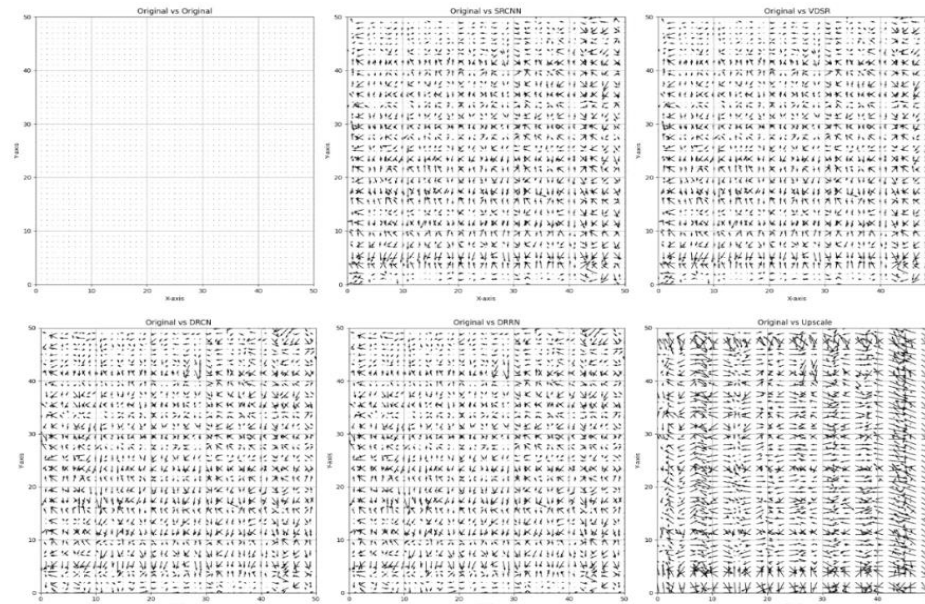 Original vs Original
Original vs SRCNN
Original vs VDSR
50
40
30
20
10
0
Y-axis
0 10 20 30 40 50
X-axis
50
40
30
20
10
0
Y-axis
0 10 20 30 40 50
X-axis
50
40
30
20
10
0
Y-axis
0 10 20 30 40
X-axis
Original vs DRCN
Original vs DRRN
Original vs Upscale
50
40
30
20
10
0
Y-axis
0 10 20 30 40 50
50
40
30
20
10
0
Y-axis
0 10 20 30 40 50
50
40
30
20
10
0
Y-axis
0 10 20 30 40